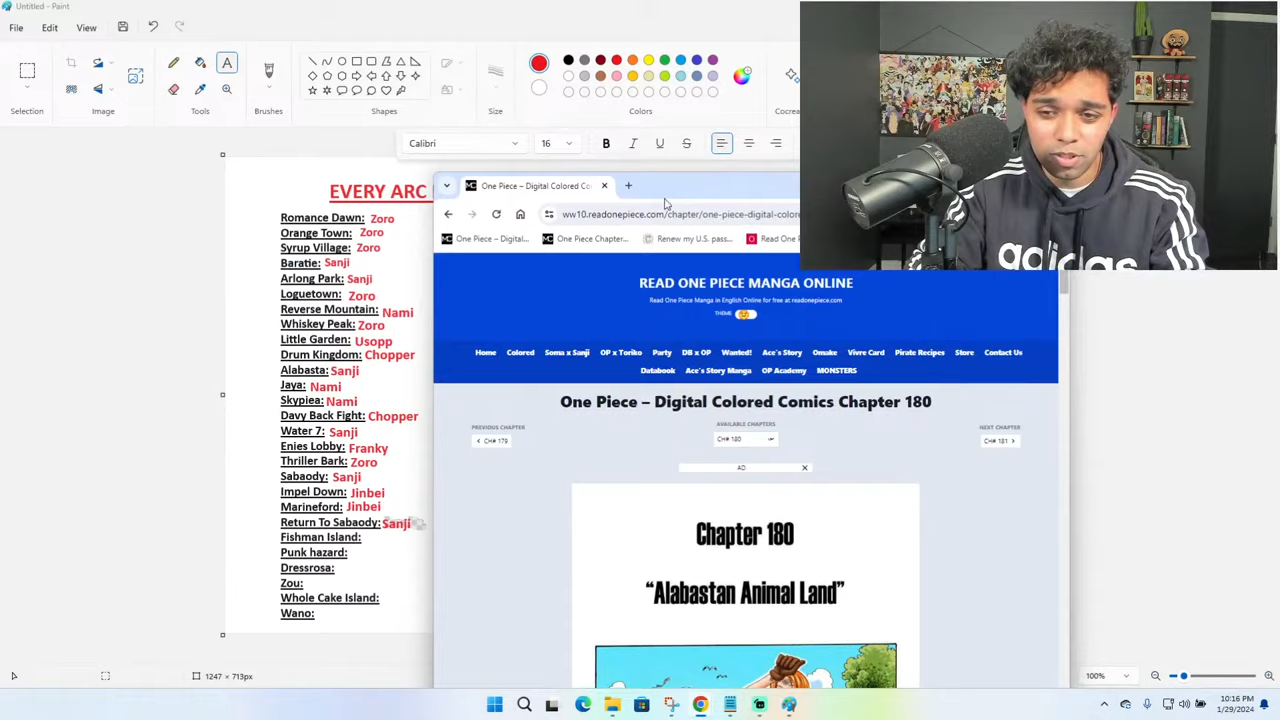 Untitled - Paint
File Edit View
Selection Image Tools Brushes Shapes Size Colors
Calibri 16 B I U S
EVERY ARC
Romance Dawn: Zoro
Orange Town: Zoro
Syrup Village: Zoro
Baratie: Sanji
Arlong Park: Sanji
Loguetown: Zoro
Reverse Mountain: Nami
Whiskey Peak: Zoro
Little Garden: Usopp
Drum Kingdom: Chopper
Alabasta: Sanji
Jaya: Nami
Skypiea: Nami
Davy Back Fight: Chopper
Water 7: Sanji
Enies Lobby: Franky
Thriller Bark: Zoro
Sabaody: Sanji
Impel Down: Jinbei
Marineford: Jinbei
Return To Sabaody: Sanji
Fishman Island:
Punk hazard:
Dressrosa:
Zou:
Whole Cake Island:
Wano:
One Piece – Digital Colored Co
ww10.readonepiece.com/chapter/one-piece-digital-colore
One Piece – Digital... One Piece Chapter... Renew my U.S. pass... Read One P
READ ONE PIECE MANGA ONLINE
Read One Piece Manga in English Online for free at readonepiece.com
THEME
Home Colored Soma x Sanji OP x Toriko Party DB x OP Wanted! Ace's Story Omake Vivre Card Pirate Recipes Store Contact Us
Databook Ace's Story Manga OP Academy MONSTERS
One Piece – Digital Colored Comics Chapter 180
PREVIOUS CHAPTER AVAILABLE CHAPTERS NEXT CHAPTER
CH# 179 CH# 180 CH# 181
AD
Chapter 180
“Alabastan Animal Land”
adidas
1247 × 713px
100%
10:16 PM
1/29/2024